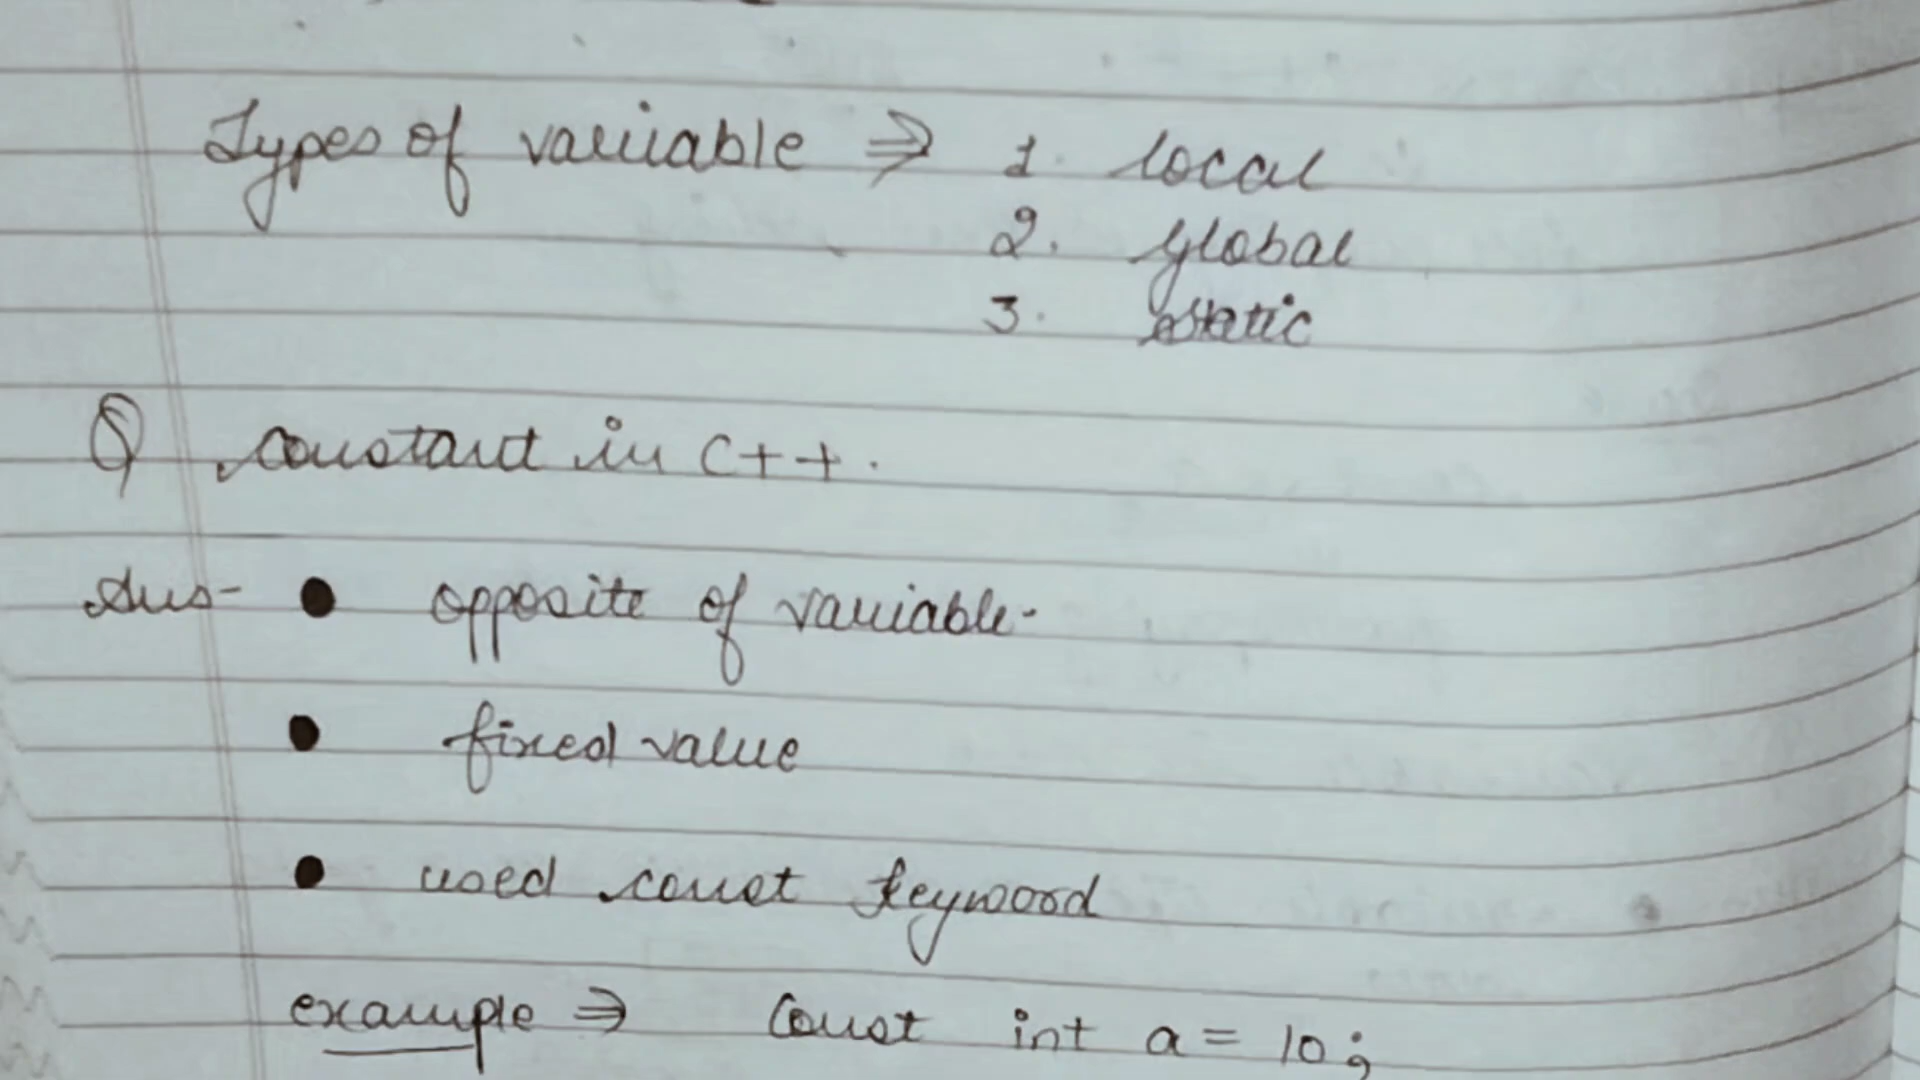 Types of variable ⇒ 1. local
2. global
3. static
Q constant in C++.
Ans- ● opposite of variable.
● fixed value
● used const keyword
example ⇒ Const int a = 10;